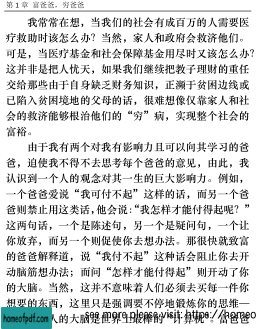 第1章 富爸爸，穷爸爸
我常常在想，当我们的社会有成百万的人需要医
疗救助时该怎么办？当然，家人和政府会救济他们。
可是，当医疗基金和社会保障基金用尽时又该怎么办？
这并非是把人忧天，如果我们继续把教子理财的重任
交给那些由于自身缺乏财务知识，正濒于贫困边缘或
已陷入贫困境地的父母的话，很难想像仅靠家人和社
会的救济能够根治他们的“穷”病，实现整个社会的
富裕。
由于我有两个对我有影响力且可以向其学习的爸
爸，迫使我不得不去思考每个爸爸的意见，由此，我
认识到一个人的观念对其一生的巨大影响力。例如，
一个爸爸爱说“我可付不起”这样的话，而另一个爸
爸则禁止用这类话，他会说：“我怎样才能付得起呢？”
这两句话，一个是陈述句，另一个是疑问句，一个让
你放弃，而另一个则促使你去想办法。那很快就致富
的爸爸解释道，说“我付不起”这种话会阻止你去开
动脑筋想办法；而问“怎样才能付得起”则开动了你
的大脑。当然，这并不意味着人们必须去买每一件你
想要的东西，这里只是强调要不停地锻炼你的思维—
人的大脑是世界上最棒的“计算机”。富爸爸
homeofpdf.com
see more visit https://homeo